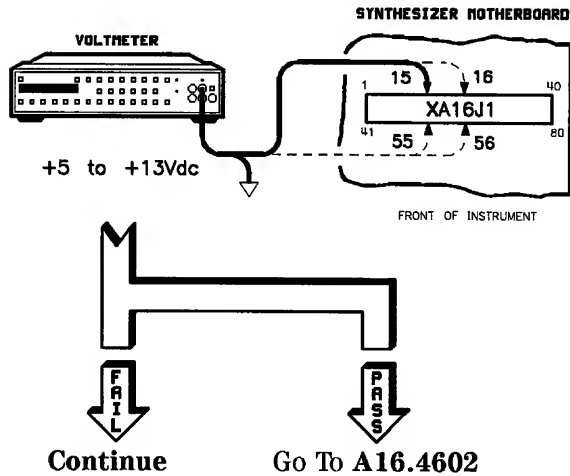 SYNTHESIZER MOTHERBOARD
VOLTMETER
15 16
1 40
XA16J1
41 80
55 56
+5 to +13Vdc
FRONT OF INSTRUMENT
FAIL PASS
Continue Go To A16.4602